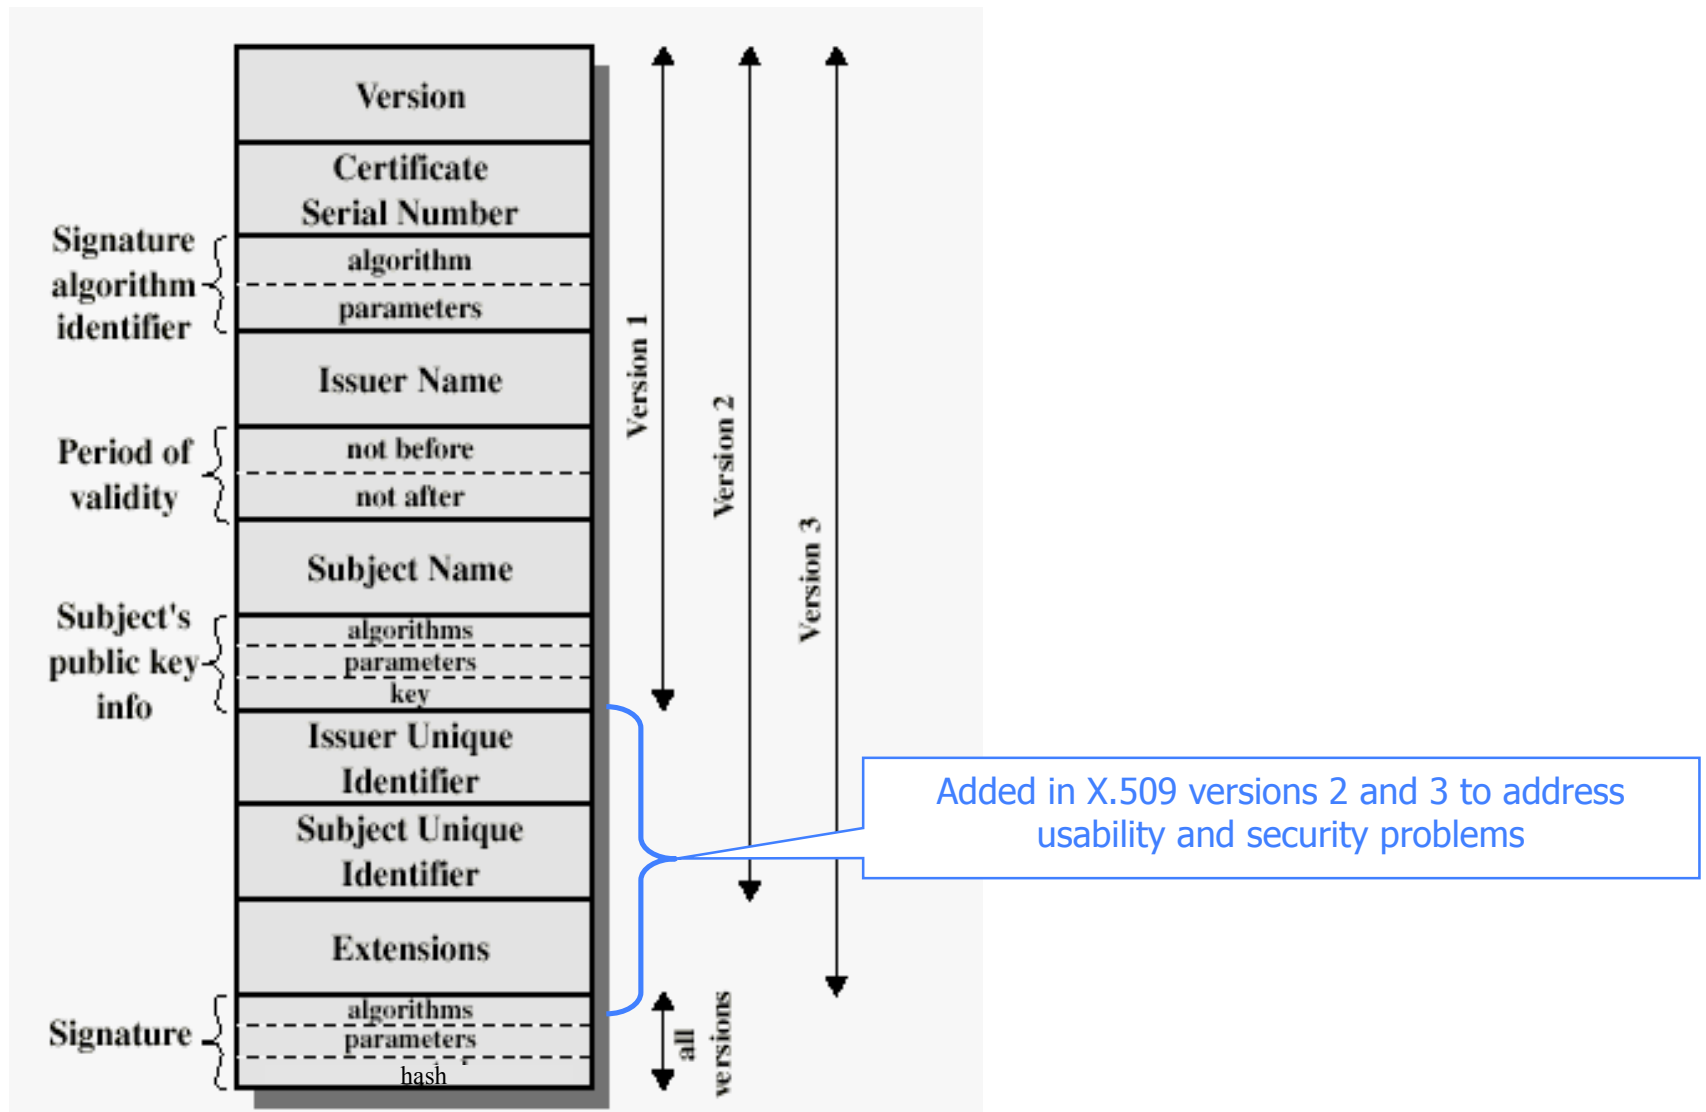 Version
Certificate
Serial Number
Signature
algorithm
identifier
algorithm
parameters
Issuer Name
Period of
validity
not before
not after
Subject Name
Subject's
public key
info
algorithms
parameters
key
Issuer Unique
Identifier
Subject Unique
Identifier
Extensions
Signature
algorithms
parameters
hash
Version 1
Version 2
Version 3
all
versions
Added in X.509 versions 2 and 3 to address
usability and security problems